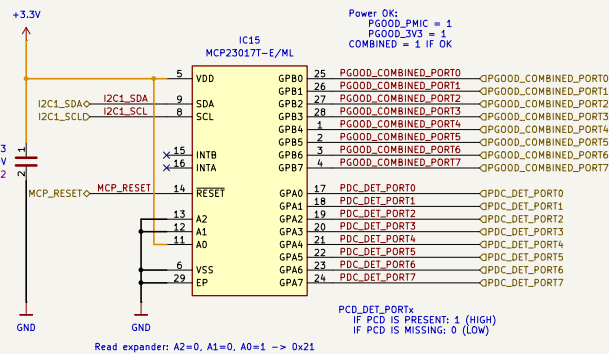 +3.3V
Power OK:
PGOOD_PMIC = 1
PGOOD_3V3 = 1
COMBINED = 1 IF OK
IC15
MCP23017T-E/ML
5 VDD GPB0 25 PGOOD_COMBINED_PORT0 PGOOD_COMBINED_PORT0
GPB1 26 PGOOD_COMBINED_PORT1 PGOOD_COMBINED_PORT1
I2C1_SDA I2C1_SDA 9 SDA GPB2 27 PGOOD_COMBINED_PORT2 PGOOD_COMBINED_PORT2
I2C1_SCL I2C1_SCL 8 SCL GPB3 28 PGOOD_COMBINED_PORT3 PGOOD_COMBINED_PORT3
GPB4 1 PGOOD_COMBINED_PORT4 PGOOD_COMBINED_PORT4
GPB5 2 PGOOD_COMBINED_PORT5 PGOOD_COMBINED_PORT5
3 1 15 INTB GPB6 3 PGOOD_COMBINED_PORT6 PGOOD_COMBINED_PORT6
V 16 INTA GPB7 4 PGOOD_COMBINED_PORT7 PGOOD_COMBINED_PORT7
2 2
MCP_RESET MCP_RESET 14 RESET GPA0 17 PDC_DET_PORT0 PDC_DET_PORT0
GPA1 18 PDC_DET_PORT1 PDC_DET_PORT1
13 A2 GPA2 19 PDC_DET_PORT2 PDC_DET_PORT2
12 A1 GPA3 20 PDC_DET_PORT3 PDC_DET_PORT3
11 A0 GPA4 21 PDC_DET_PORT4 PDC_DET_PORT4
GPA5 22 PDC_DET_PORT5 PDC_DET_PORT5
6 VSS GPA6 23 PDC_DET_PORT6 PDC_DET_PORT6
29 EP GPA7 24 PDC_DET_PORT7 PDC_DET_PORT7
GND GND
PCD_DET_PORTx
IF PCD IS PRESENT: 1 (HIGH)
IF PCD IS MISSING: 0 (LOW)
Read expander: A2=0, A1=0, A0=1 -> 0x21